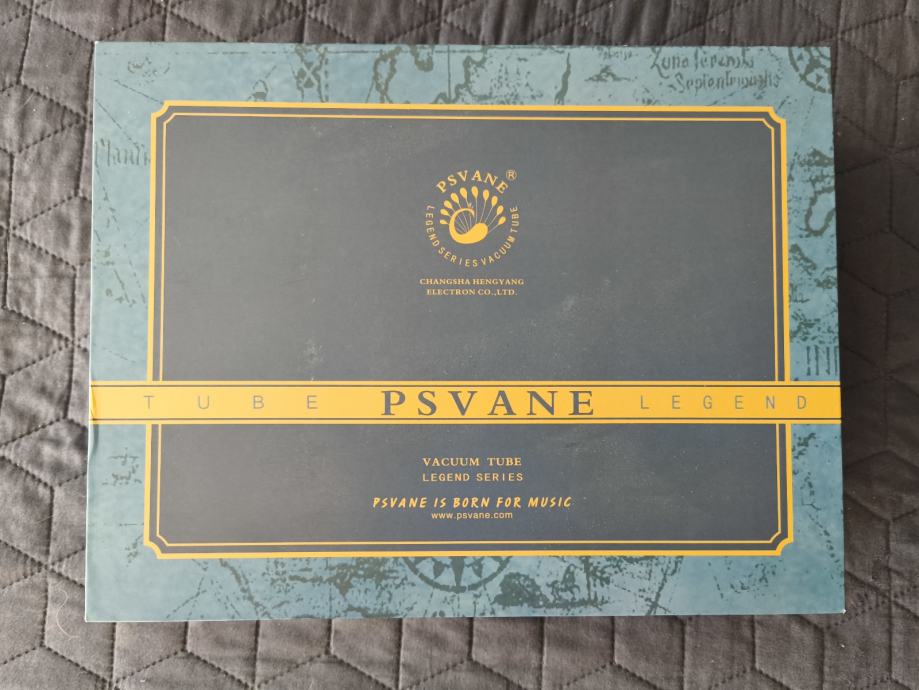 PSVANE®
LEGEND SERIES VACUUM TUBE
CHANGSHA HENGYANG
ELECTRON CO.,LTD.
TUBE PSVANE LEGEND
VACUUM TUBE
LEGEND SERIES
PSVANE IS BORN FOR MUSIC
www.psvane.com